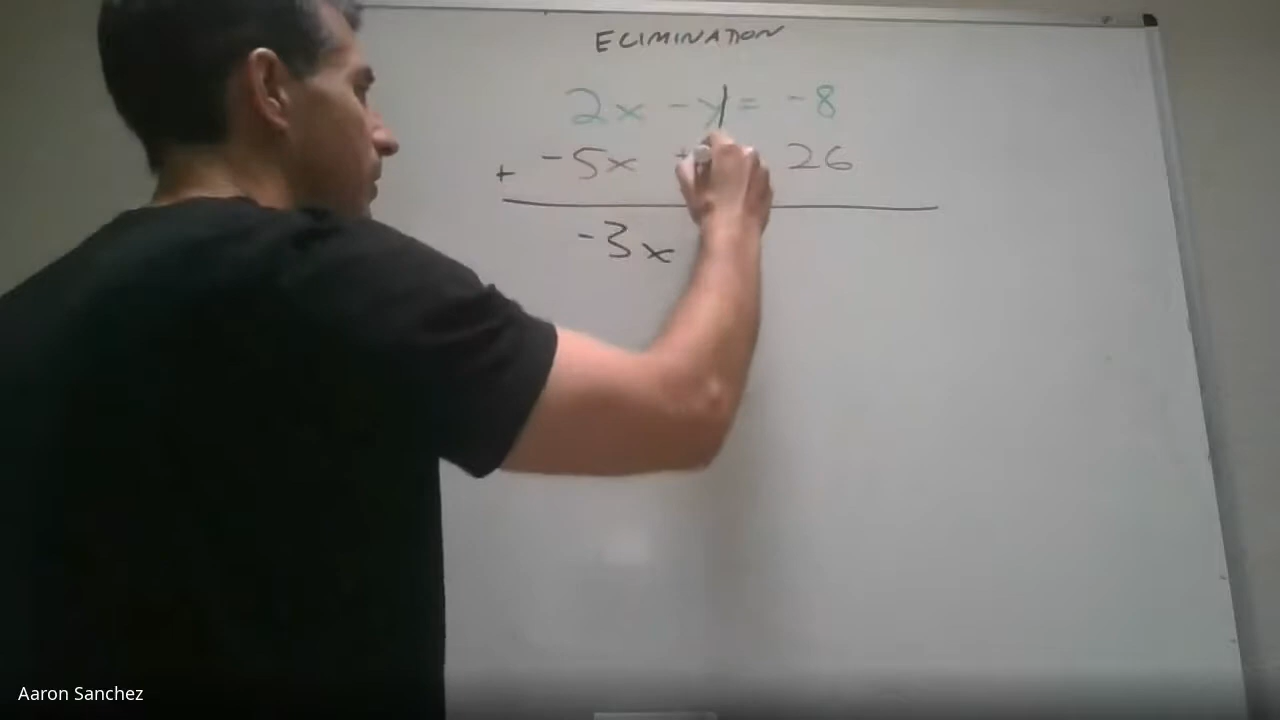 ELIMINATION
2x - y = -8
+ -5x + 26
-3x
Aaron Sanchez